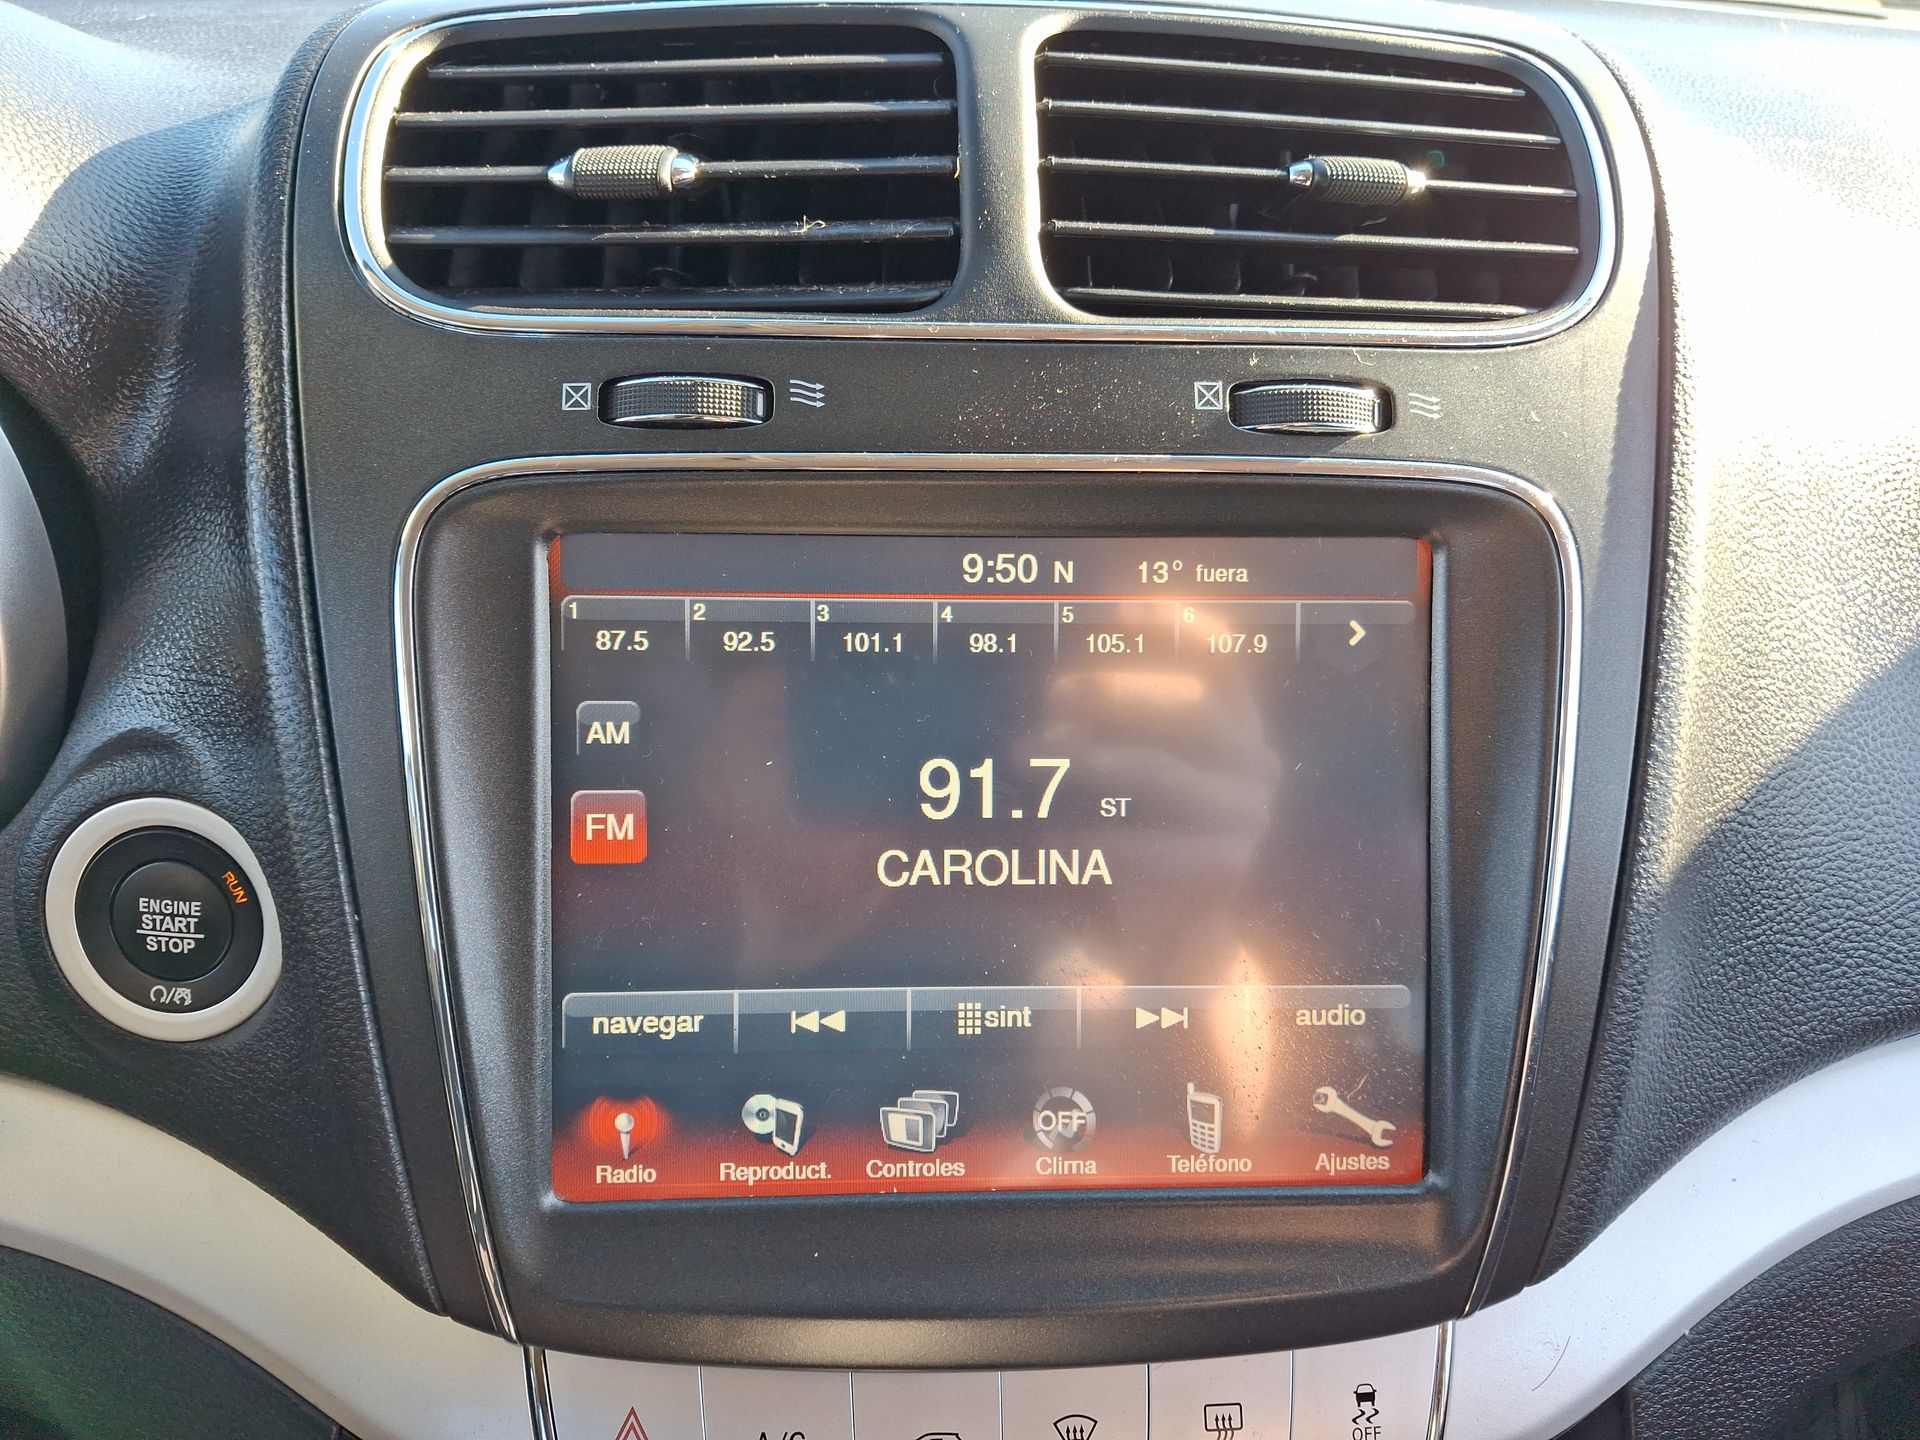 9:50 N 13° fuera
1 2 3 4 5 6
87.5 92.5 101.1 98.1 105.1 107.9
AM
91.7 ST
FM
CAROLINA
RUN
ENGINE
START
STOP
navegar sint audio
OFF
Radio Reproduct. Controles Clima Teléfono Ajustes
A/C
OFF